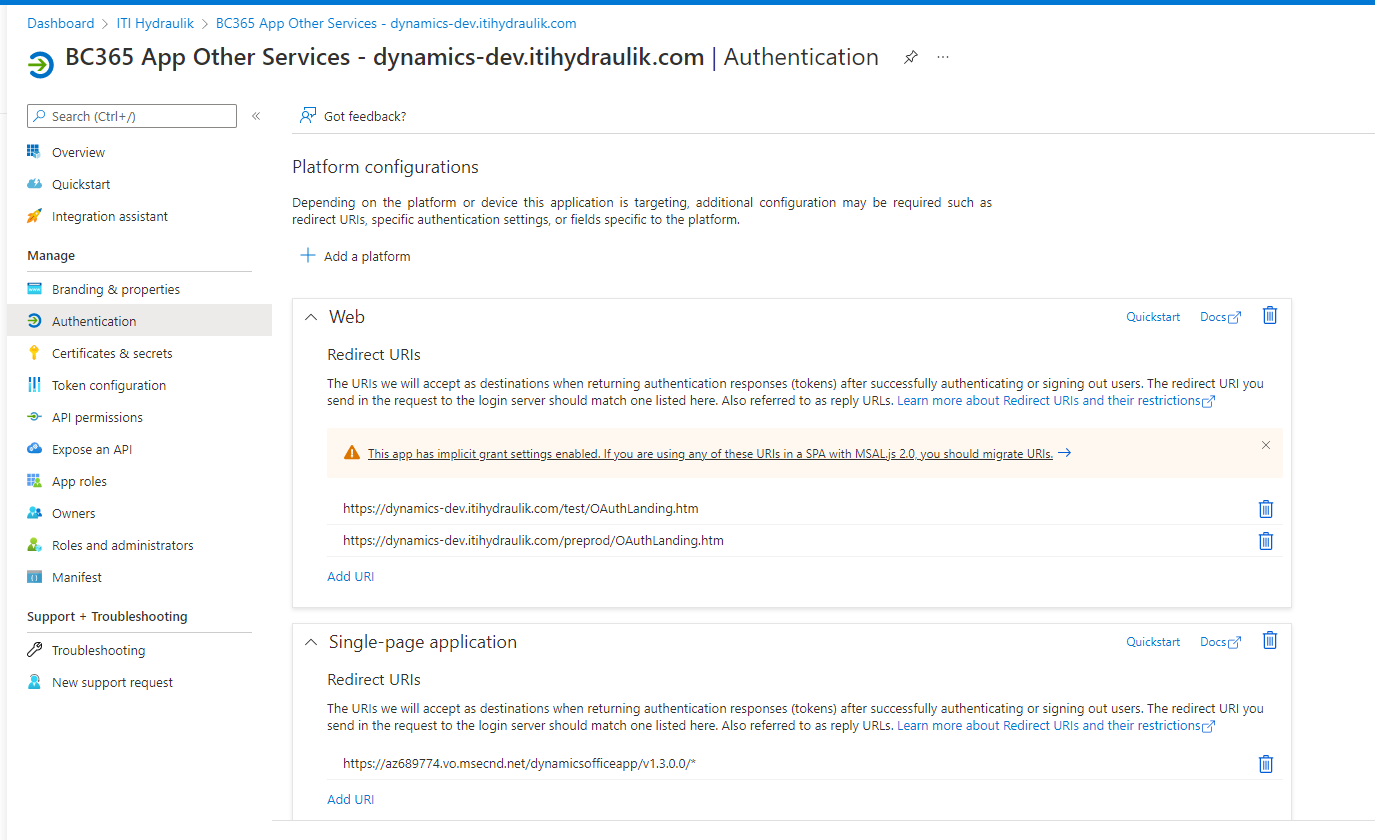 Dashboard > ITI Hydraulik > BC365 App Other Services - dynamics-dev.itihydraulik.com
BC365 App Other Services - dynamics-dev.itihydraulik.com | Authentication
Search (Ctrl+/)
Overview
Quickstart
Integration assistant
Manage
Branding & properties
Authentication
Certificates & secrets
Token configuration
API permissions
Expose an API
App roles
Owners
Roles and administrators
Manifest
Support + Troubleshooting
Troubleshooting
New support request
Got feedback?
Platform configurations
Depending on the platform or device this application is targeting, additional configuration may be required such as
redirect URIs, specific authentication settings, or fields specific to the platform.
Add a platform
Web
Quickstart Docs
Redirect URIs
The URIs we will accept as destinations when returning authentication responses (tokens) after successfully authenticating or signing out users. The redirect URI you
send in the request to the login server should match one listed here. Also referred to as reply URLs. Learn more about Redirect URIs and their restrictions
This app has implicit grant settings enabled. If you are using any of these URIs in a SPA with MSAL.js 2.0, you should migrate URIs.
https://dynamics-dev.itihydraulik.com/test/OAuthLanding.htm
https://dynamics-dev.itihydraulik.com/preprod/OAuthLanding.htm
Add URI
Single-page application
Quickstart Docs
Redirect URIs
The URIs we will accept as destinations when returning authentication responses (tokens) after successfully authenticating or signing out users. The redirect URI you
send in the request to the login server should match one listed here. Also referred to as reply URLs. Learn more about Redirect URIs and their restrictions
https://az689774.vo.msecnd.net/dynamicsofficeapp/v1.3.0.0/*
Add URI